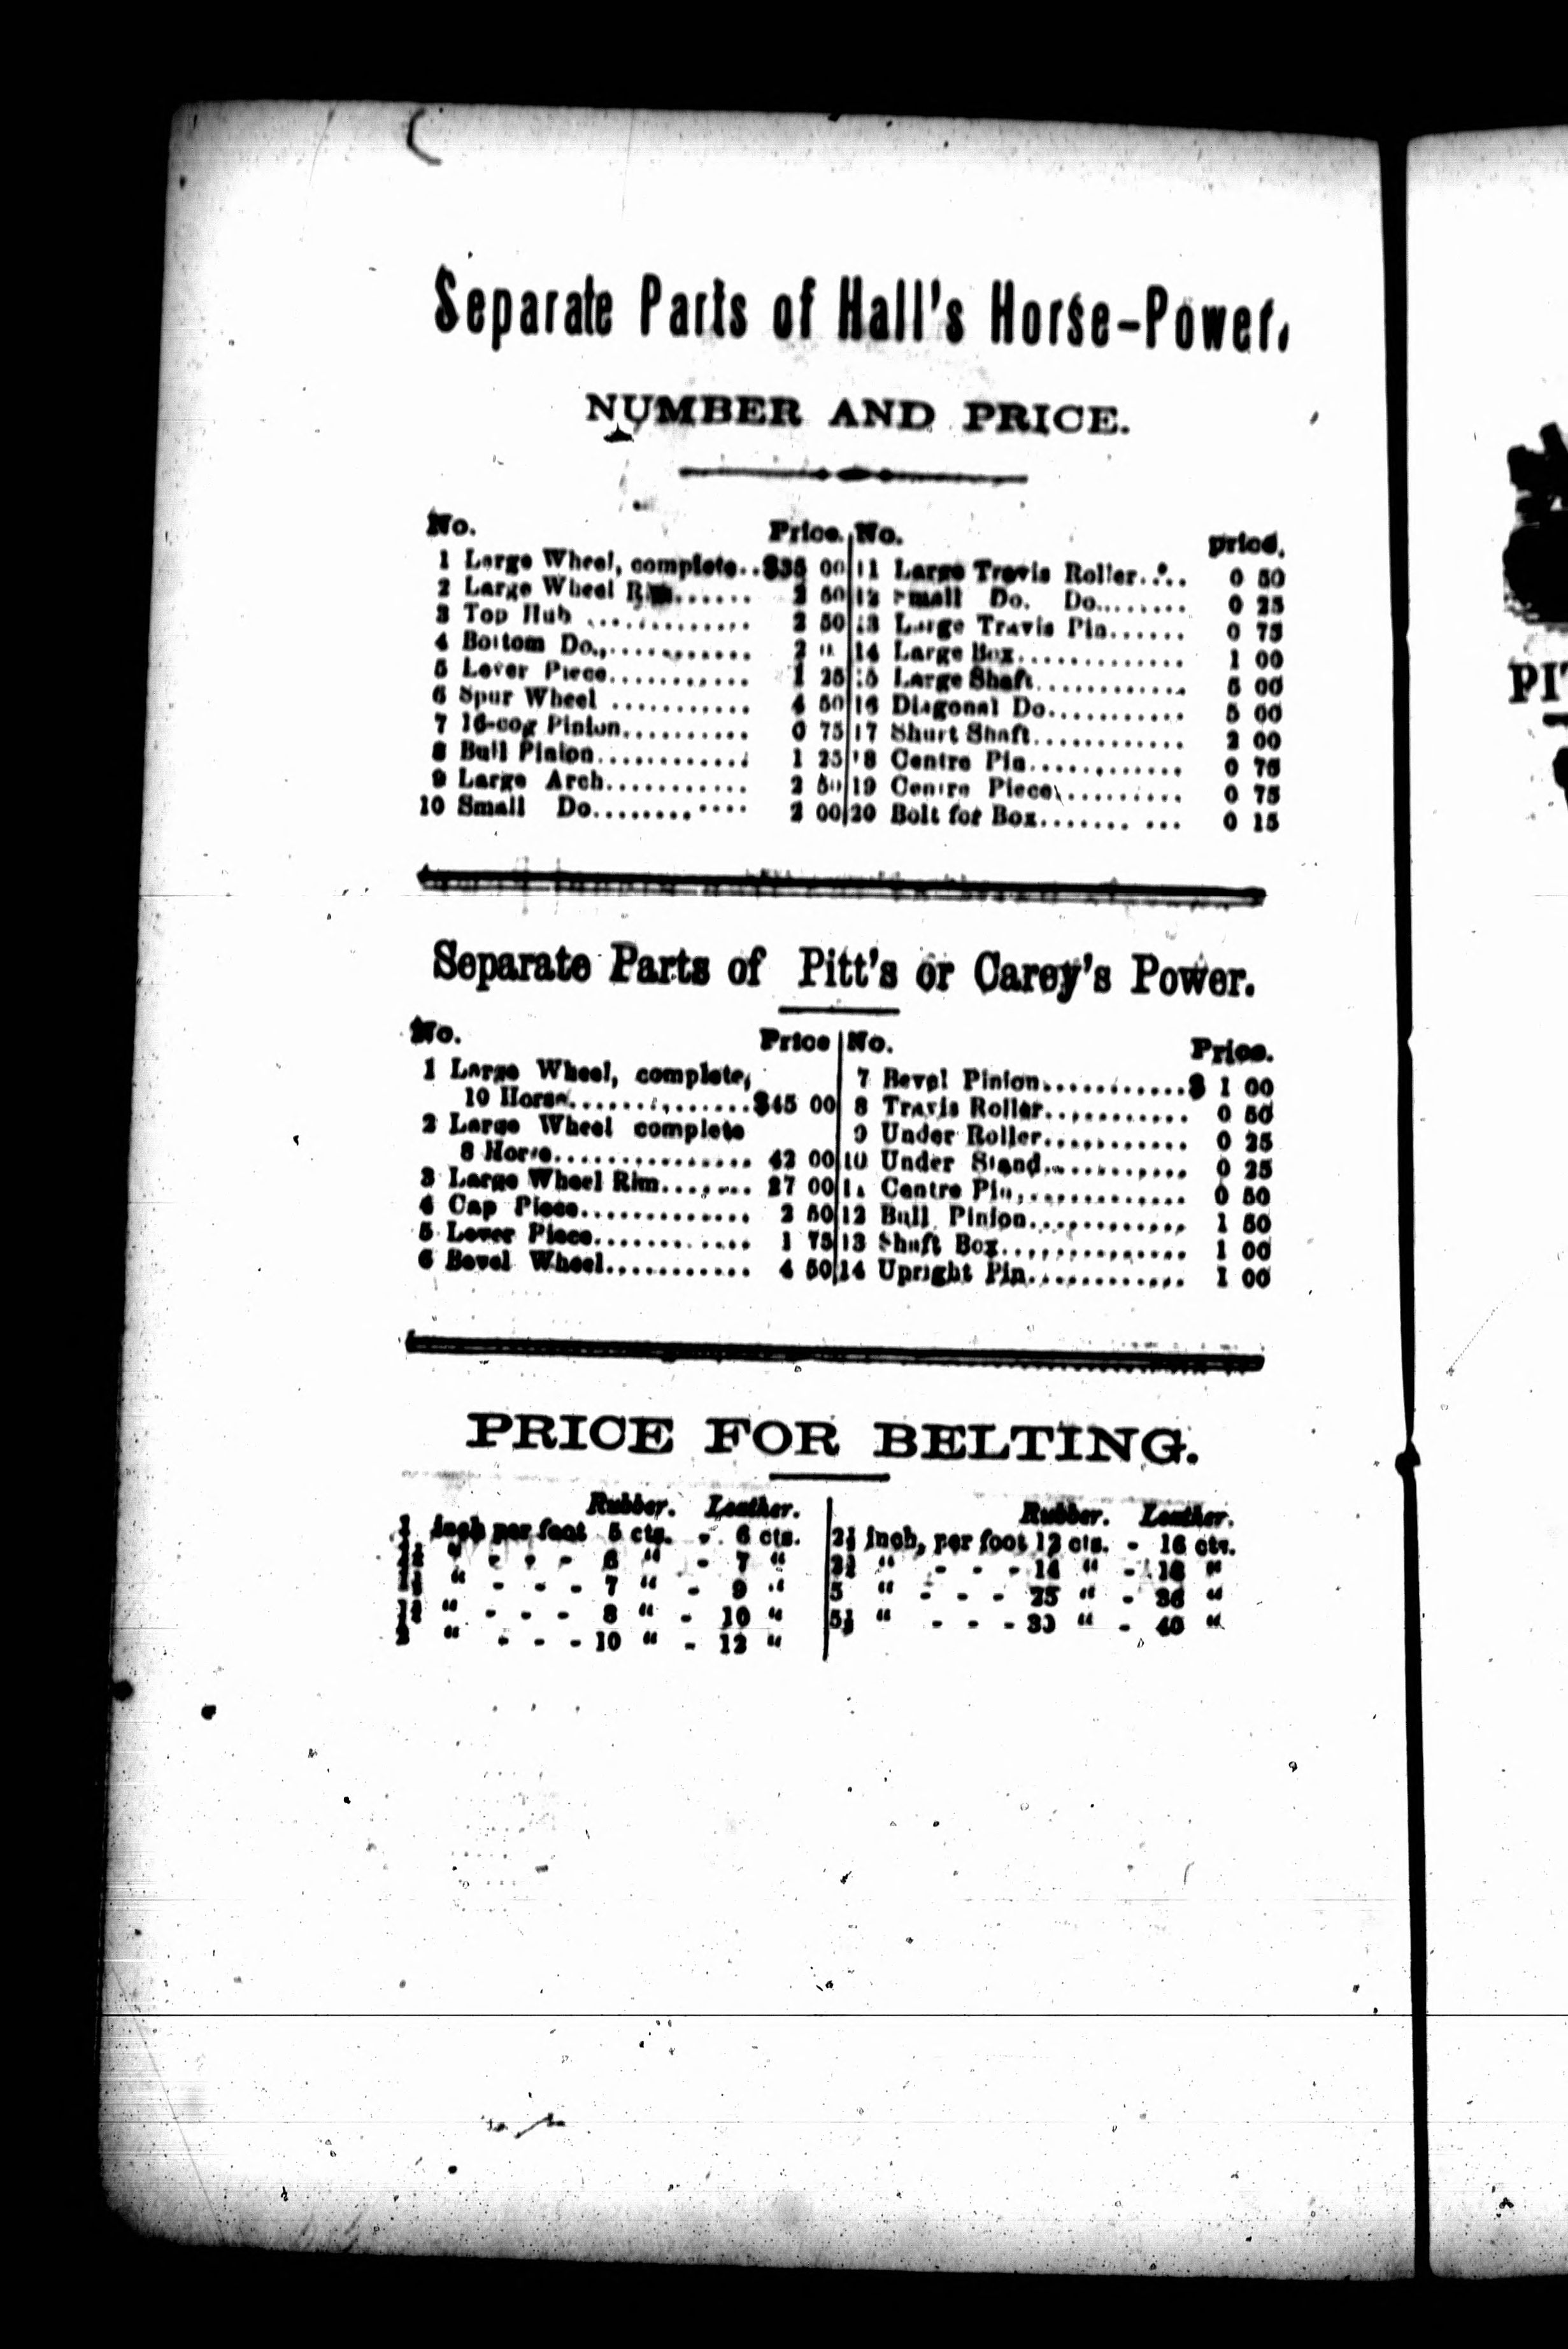 Separate Parts of Hall's Horse-Power.
NUMBER AND PRICE.
No. Price.
1 Large Wheel, complete..$35 00
2 Large Wheel ...... 2 50
3 Top Hub ............. 2 50
4 Bottom Do............. 2
5 Lever Piece........... 1 25
6 Spur Wheel ........... 4 50
7 16-cog Pinion.......... 0 75
8 Bull Pinion............ 1 25
9 Large Arch........... 2 50
10 Small Do............ 2 00
No. price.
11 Large Travis Roller..... 0 50
12 Small Do. Do........ 0 25
13 Large Travis Pin...... 0 75
14 Large Box............. 1 00
15 Large Shaft............ 5 00
16 Diagonal Do........... 5 00
17 Short Shaft............ 2 00
18 Centre Pin............ 0 75
19 Centre Piece.......... 0 75
20 Bolt for Box....... ... 0 15
Separate Parts of Pitt's or Carey's Power.
No. Price
1 Large Wheel, complete,
10 Horse...............$45 00
2 Large Wheel complete
8 Horse................ 42 00
3 Large Wheel Rim........ 27 00
4 Cap Piece............. 2 50
5 Lever Piece............ 1 75
6 Bevel Wheel........... 4 50
No. Price.
7 Bevel Pinion............$ 1 00
8 Travis Roller........... 0 50
9 Under Roller........... 0 25
10 Under Stand........... 0 25
11 Centre Pin............. 0 50
12 Bull Pinion............ 1 50
13 Shaft Box.............. 1 00
14 Upright Pin............ 1 00
PRICE FOR BELTING.
Rubber. Leather.
inch per foot 5 cts. - 6 cts.
" - - - 6 " - 7 "
" - - - 7 " - 9 "
" - - - 8 " - 10 "
" - - - 10 " - 12 "
Rubber. Leather.
2½ inch, per foot 12 cts. - 16 cts.
" - - - 14 " - 18 "
5 " - - - 25 " - 36 "
5½ " - - - 30 " - 40 "